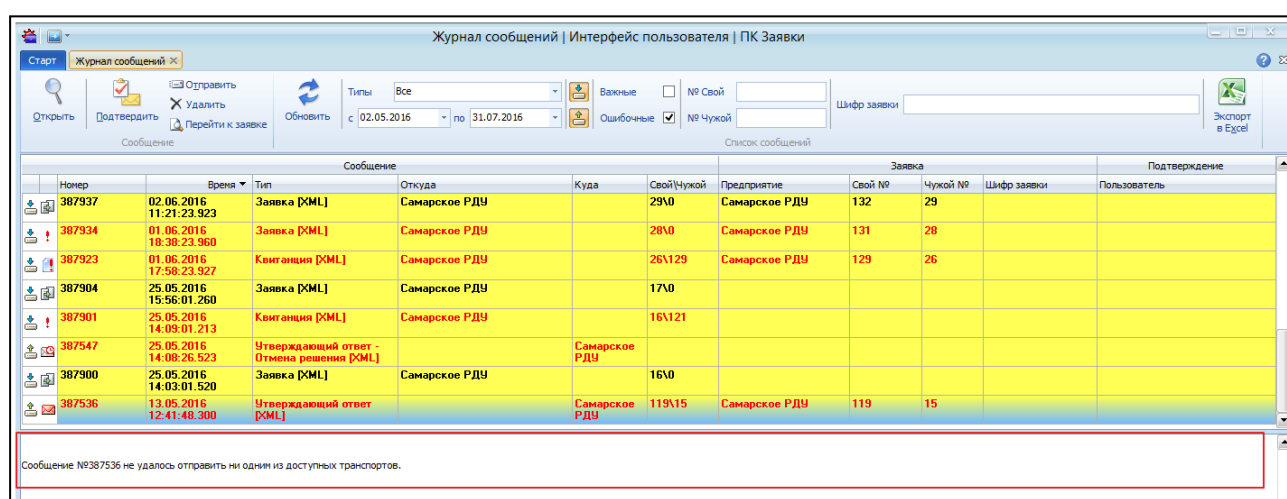 Журнал сообщений | Интерфейс пользователя | ПК Заявки
Старт Журнал сообщений
Открыть Подтвердить Отправить Удалить Перейти к заявке Обновить
Типы Все Важные № Свой Шифр заявки
с 02.05.2016 по 31.07.2016 Ошибочные № Чужой
Экспорт в Excel
Сообщение Список сообщений
Сообщение Заявка Подтверждение
Номер Время Тип Откуда Куда Свой\Чужой Предприятие Свой № Чужой № Шифр заявки Пользователь
387937 02.06.2016 11:21:23.923 Заявка [XML] Самарское РДУ 29\0 Самарское РДУ 132 29
387934 01.06.2016 18:38:23.960 Заявка [XML] Самарское РДУ 28\0 Самарское РДУ 131 28
387923 01.06.2016 17:58:23.927 Квитанция [XML] Самарское РДУ 26\129 Самарское РДУ 129 26
387904 25.05.2016 15:56:01.260 Заявка [XML] Самарское РДУ 17\0
387901 25.05.2016 14:09:01.213 Квитанция [XML] Самарское РДУ 16\121
387547 25.05.2016 14:08:26.523 Утверждающий ответ - Отмена решения [XML] Самарское РДУ
387900 25.05.2016 14:03:01.520 Заявка [XML] Самарское РДУ 16\0
387536 13.05.2016 12:41:48.300 Утверждающий ответ [XML] Самарское РДУ 119\15 Самарское РДУ 119 15
Сообщение №387536 не удалось отправить ни одним из доступных транспортов.